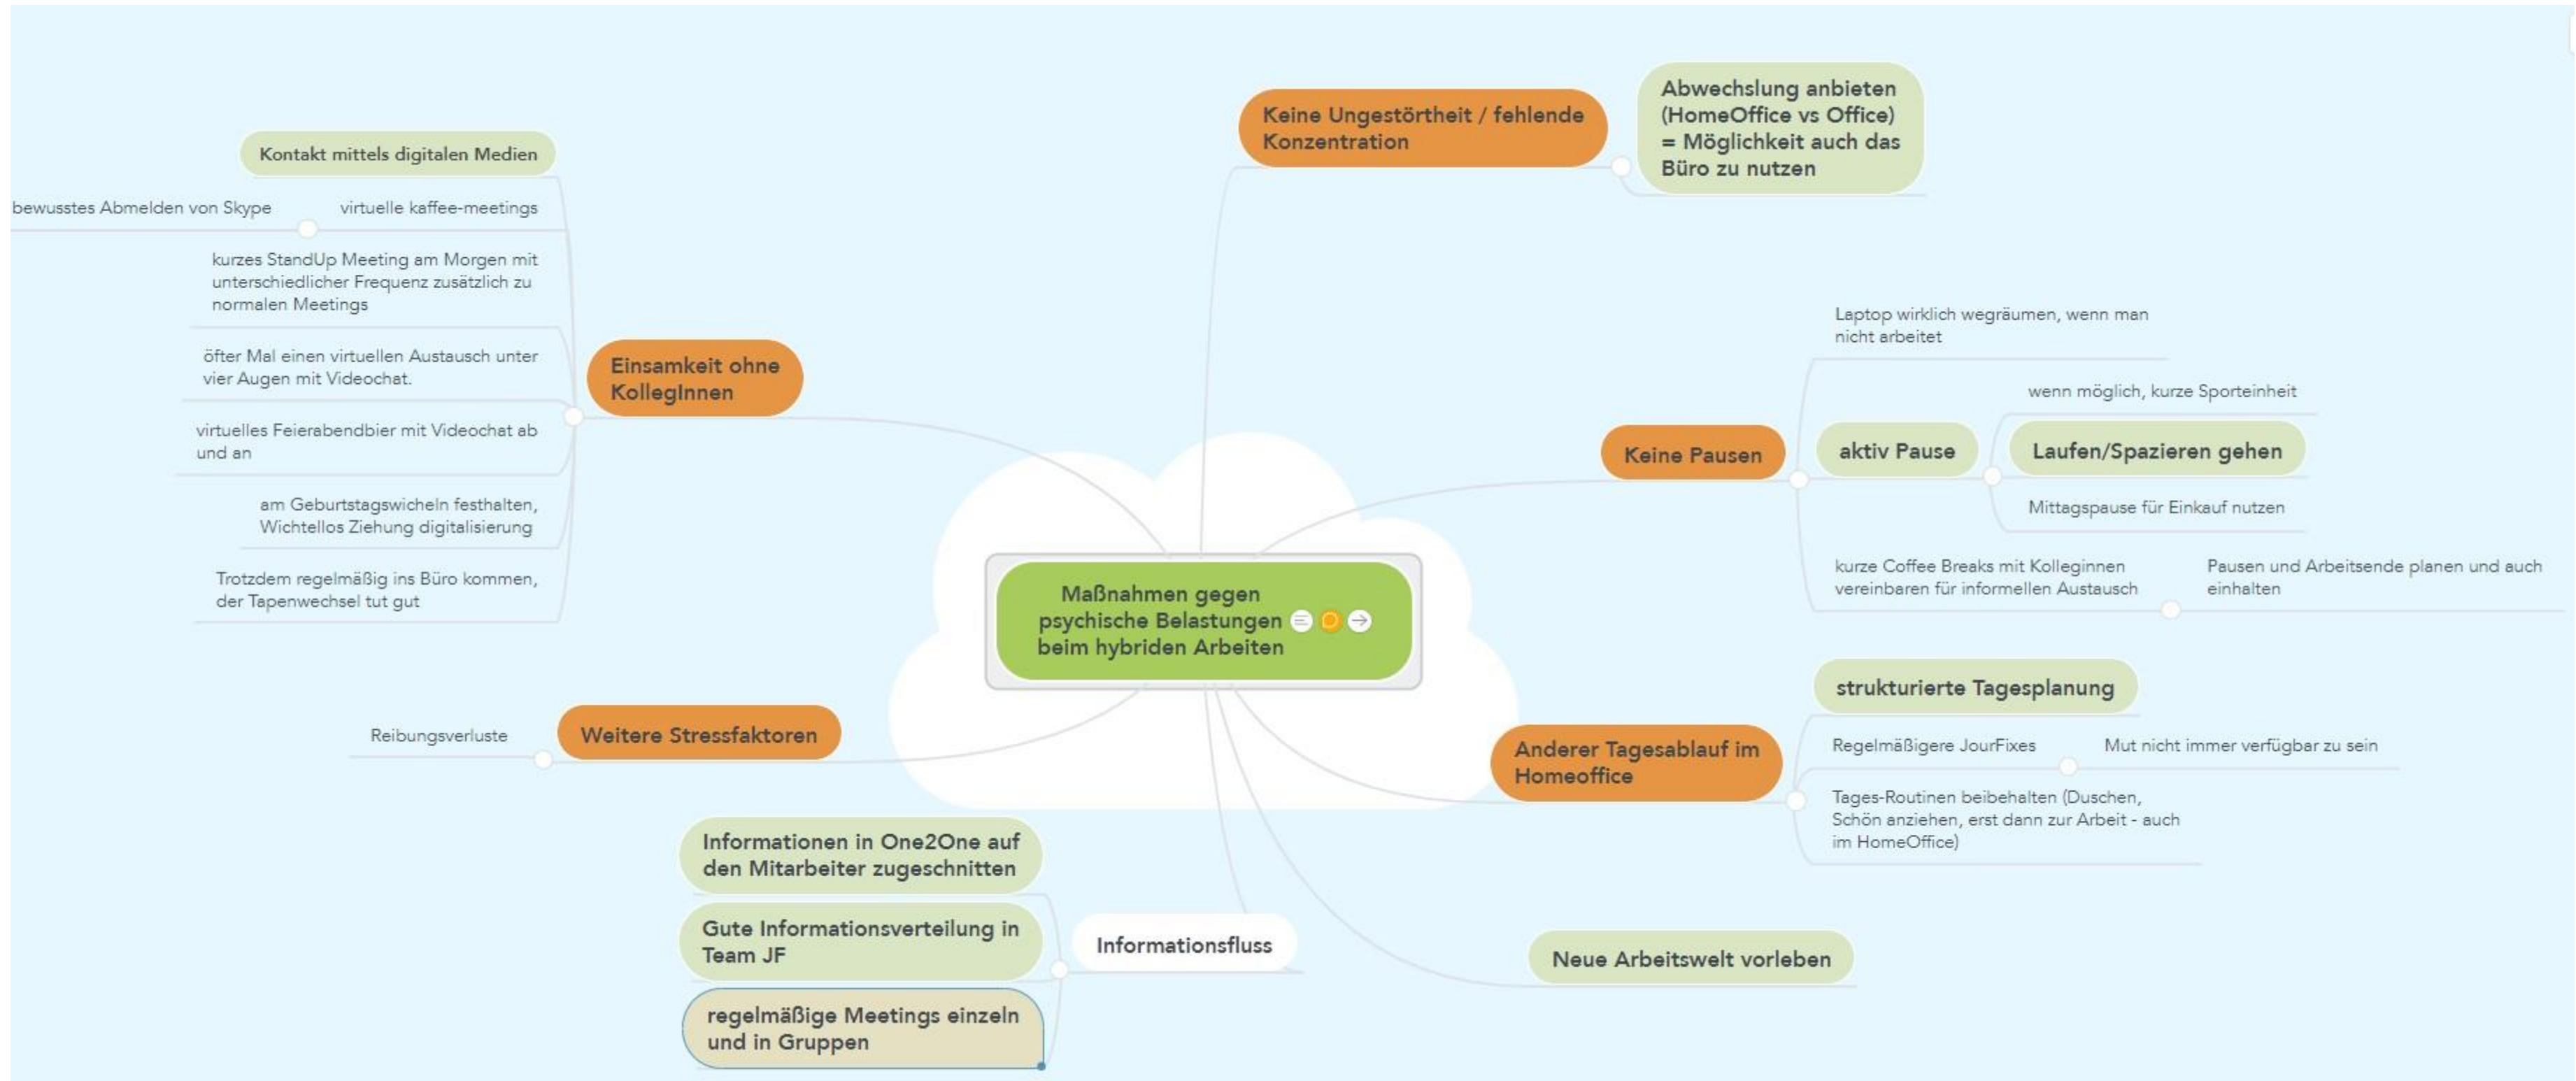 Maßnahmen gegen
psychische Belastungen
beim hybriden Arbeiten
Keine Ungestörtheit / fehlende
Konzentration
Abwechslung anbieten
(HomeOffice vs Office)
= Möglichkeit auch das
Büro zu nutzen
Keine Pausen
Laptop wirklich wegräumen, wenn man
nicht arbeitet
aktiv Pause
wenn möglich, kurze Sporteinheit
Laufen/Spazieren gehen
Mittagspause für Einkauf nutzen
kurze Coffee Breaks mit Kolleginnen
vereinbaren für informellen Austausch
Pausen und Arbeitsende planen und auch
einhalten
Anderer Tagesablauf im
Homeoffice
strukturierte Tagesplanung
Regelmäßigere JourFixes
Mut nicht immer verfügbar zu sein
Tages-Routinen beibehalten (Duschen,
Schön anziehen, erst dann zur Arbeit - auch
im HomeOffice)
Neue Arbeitswelt vorleben
Einsamkeit ohne
KollegInnen
Kontakt mittels digitalen Medien
virtuelle kaffee-meetings
bewusstes Abmelden von Skype
kurzes StandUp Meeting am Morgen mit
unterschiedlicher Frequenz zusätzlich zu
normalen Meetings
öfter Mal einen virtuellen Austausch unter
vier Augen mit Videochat.
virtuelles Feierabendbier mit Videochat ab
und an
am Geburtstagswicheln festhalten,
Wichtellos Ziehung digitalisierung
Trotzdem regelmäßig ins Büro kommen,
der Tapenwechsel tut gut
Weitere Stressfaktoren
Reibungsverluste
Informationsfluss
Informationen in One2One auf
den Mitarbeiter zugeschnitten
Gute Informationsverteilung in
Team JF
regelmäßige Meetings einzeln
und in Gruppen